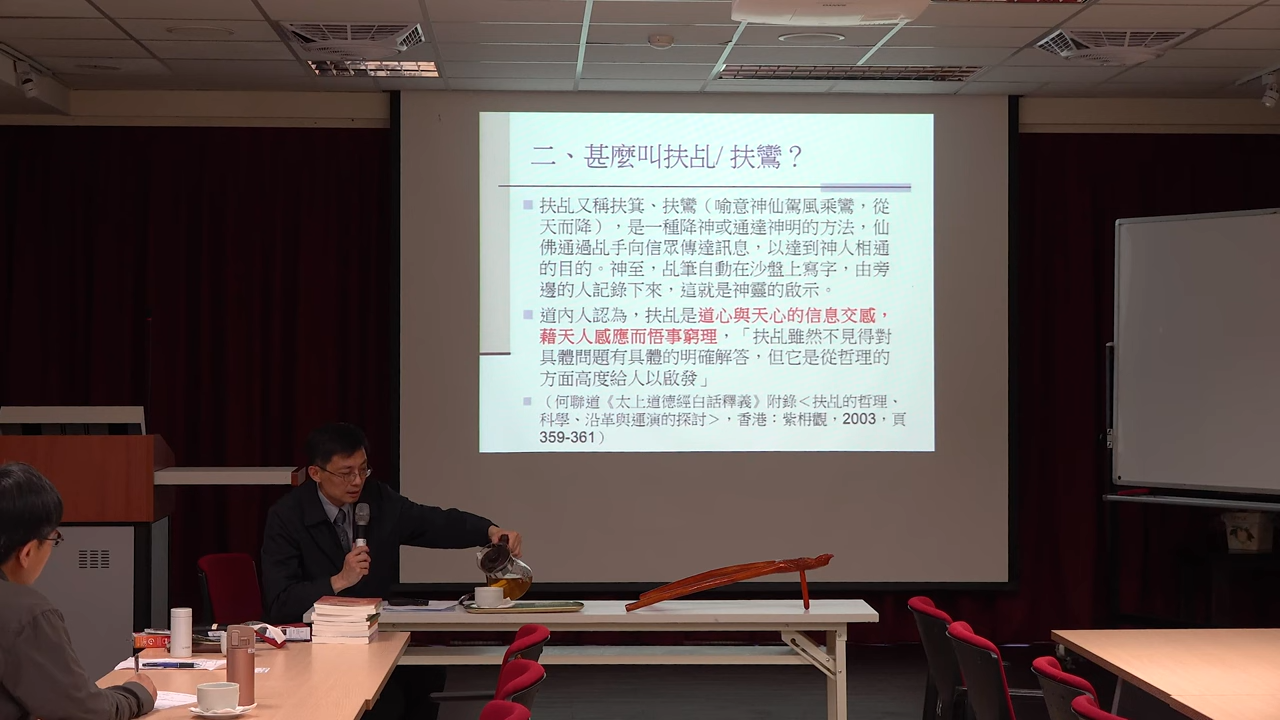 二、甚麼叫扶乩/ 扶鸞？
扶乩又稱扶箕、扶鸞（喻意神仙駕風乘鸞，從
天而降），是一種降神或通達神明的方法，仙
佛通過乩手向信眾傳達訊息，以達到神人相通
的目的。神至，乩筆自動在沙盤上寫字，由旁
邊的人記錄下來，這就是神靈的啟示。
道內人認為，扶乩是道心與天心的信息交感，
藉天人感應而悟事窮理，「扶乩雖然不見得對
具體問題有具體的明確解答，但它是從哲理的
方面高度給人以啟發」
（何聯道《太上道德經白話釋義》附錄＜扶乩的哲理、
科學、沿革與運演的探討＞，香港：紫枏觀，2003，頁
359-361）